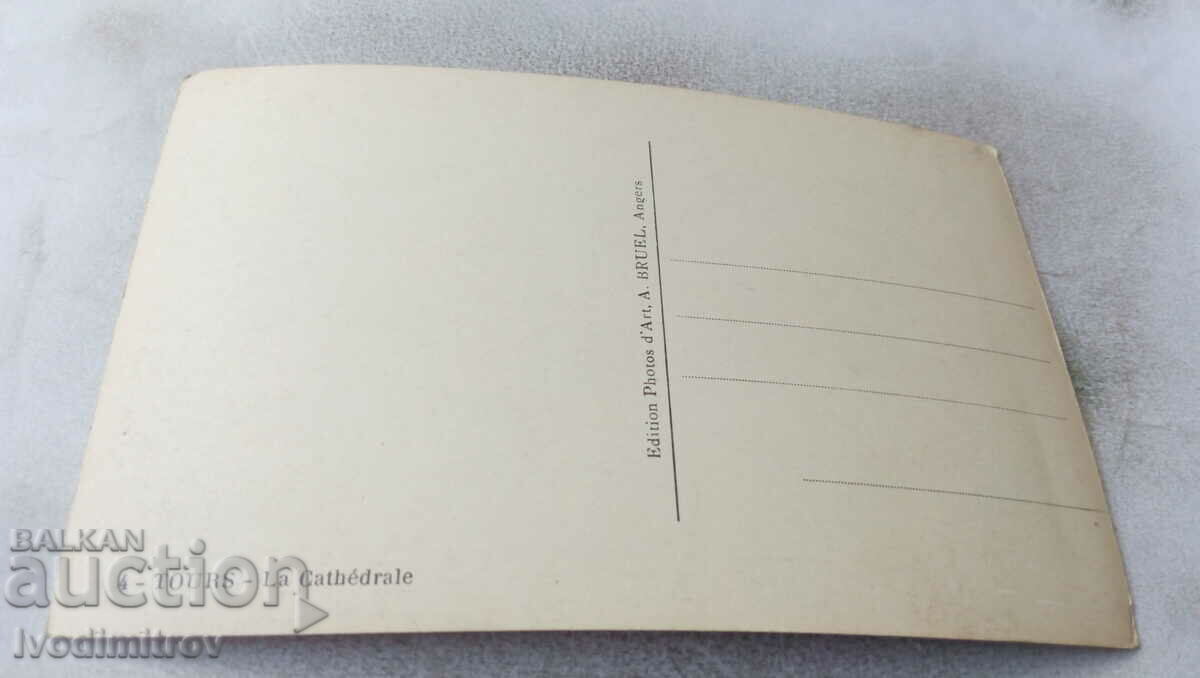 Edition Photos d'Art, A. BRUEL, Angers
4 - TOURS - La Cathédrale
BALKAN
auction
Ivodimitrov